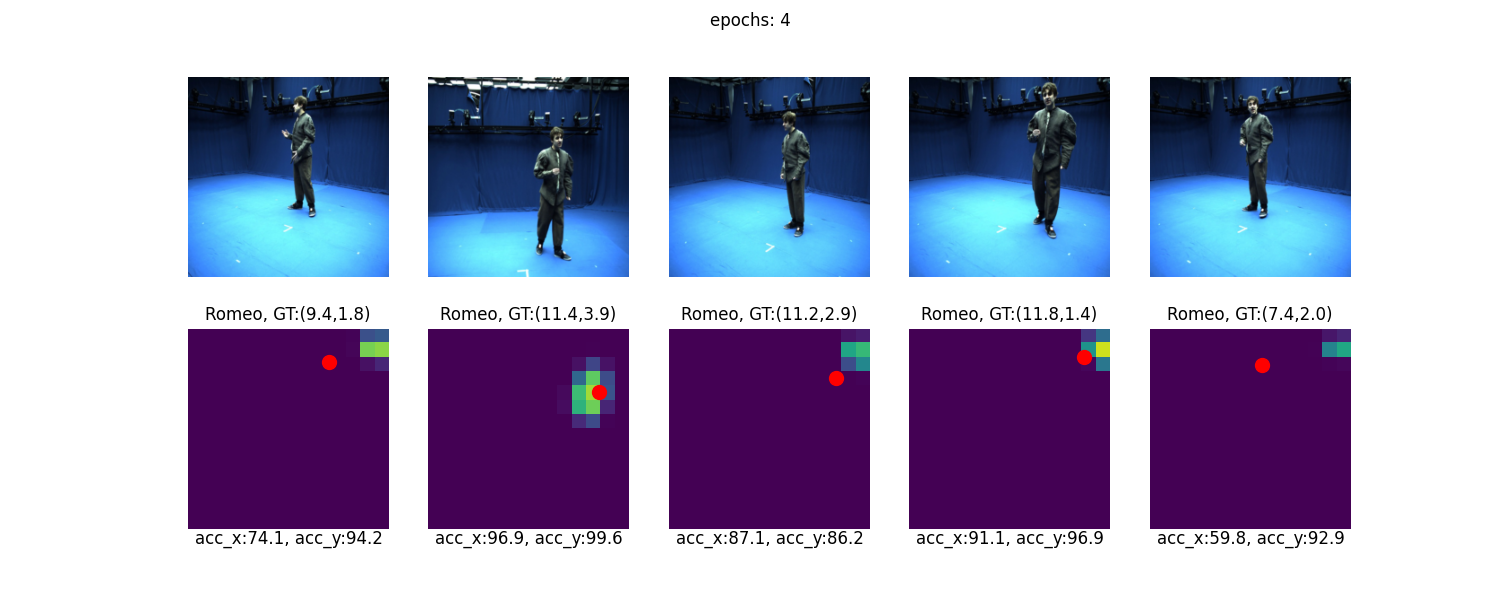 epochs: 4
Romeo, GT:(9.4,1.8)
Romeo, GT:(11.4,3.9)
Romeo, GT:(11.2,2.9)
Romeo, GT:(11.8,1.4)
Romeo, GT:(7.4,2.0)
acc_x:74.1, acc_y:94.2
acc_x:96.9, acc_y:99.6
acc_x:87.1, acc_y:86.2
acc_x:91.1, acc_y:96.9
acc_x:59.8, acc_y:92.9